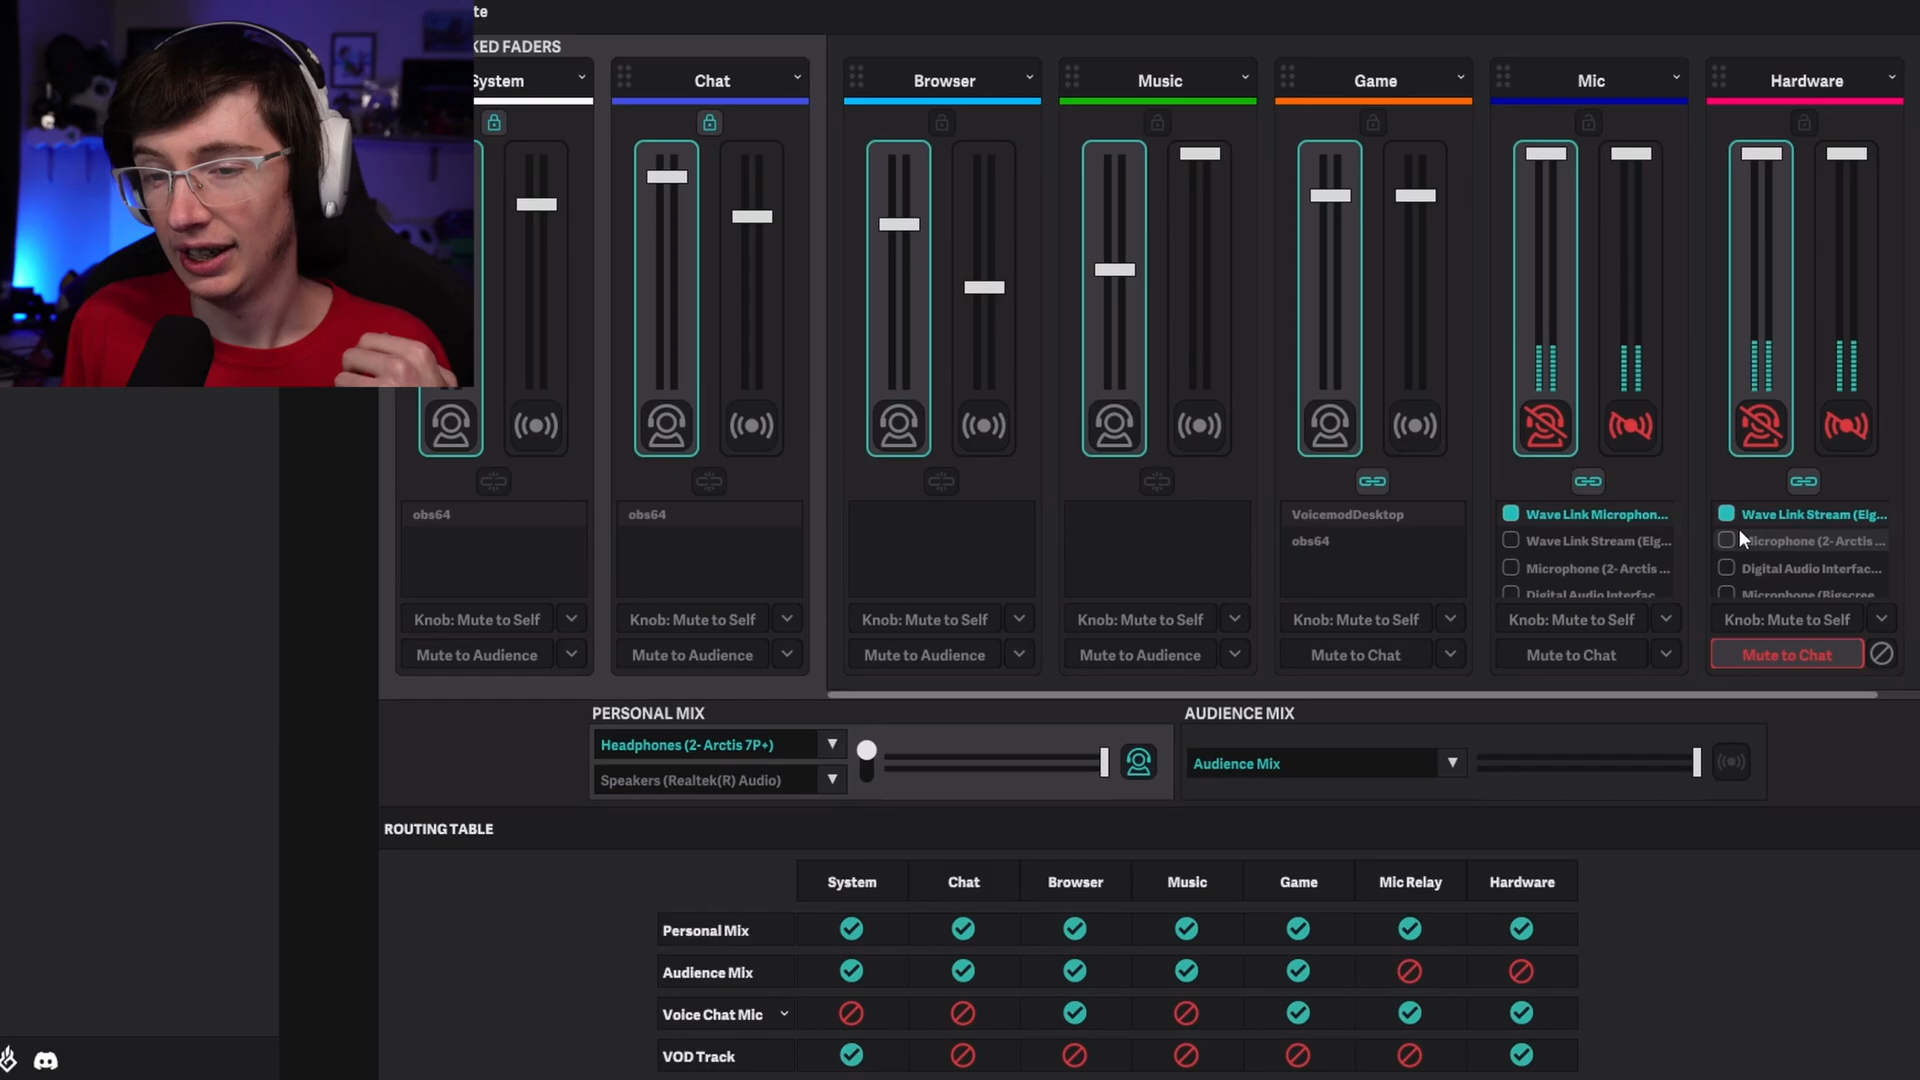 te
KED FADERS
System
Chat
Browser
Music
Game
Mic
Hardware
obs64
obs64
VoicemodDesktop
obs64
Wave Link Microphon...
Wave Link Stream (Elg...
Microphone (2- Arctis ...
Digital Audio Interfac
Wave Link Stream (Elg...
icrophone (2- Arctis ...
Digital Audio Interfac...
Microphone (Bigscree
Knob: Mute to Self
Knob: Mute to Self
Knob: Mute to Self
Knob: Mute to Self
Knob: Mute to Self
Knob: Mute to Self
Knob: Mute to Self
Mute to Audience
Mute to Audience
Mute to Audience
Mute to Audience
Mute to Chat
Mute to Chat
Mute to Chat
PERSONAL MIX
AUDIENCE MIX
Headphones (2- Arctis 7P+)
Speakers (Realtek(R) Audio)
Audience Mix
ROUTING TABLE
System Chat Browser Music Game Mic Relay Hardware
Personal Mix
Audience Mix
Voice Chat Mic
VOD Track